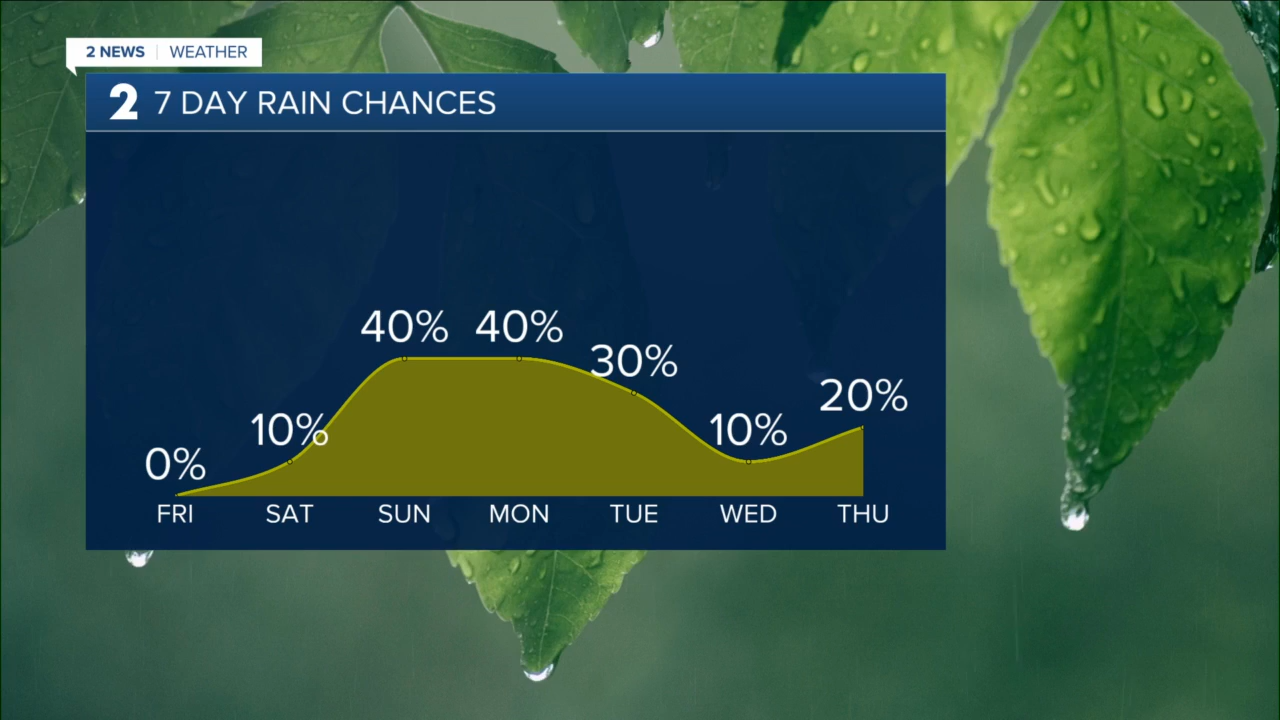 2 NEWS | WEATHER
2 7 DAY RAIN CHANCES
40% 40%
30%
20%
10% 10%
0%
FRI SAT SUN MON TUE WED THU